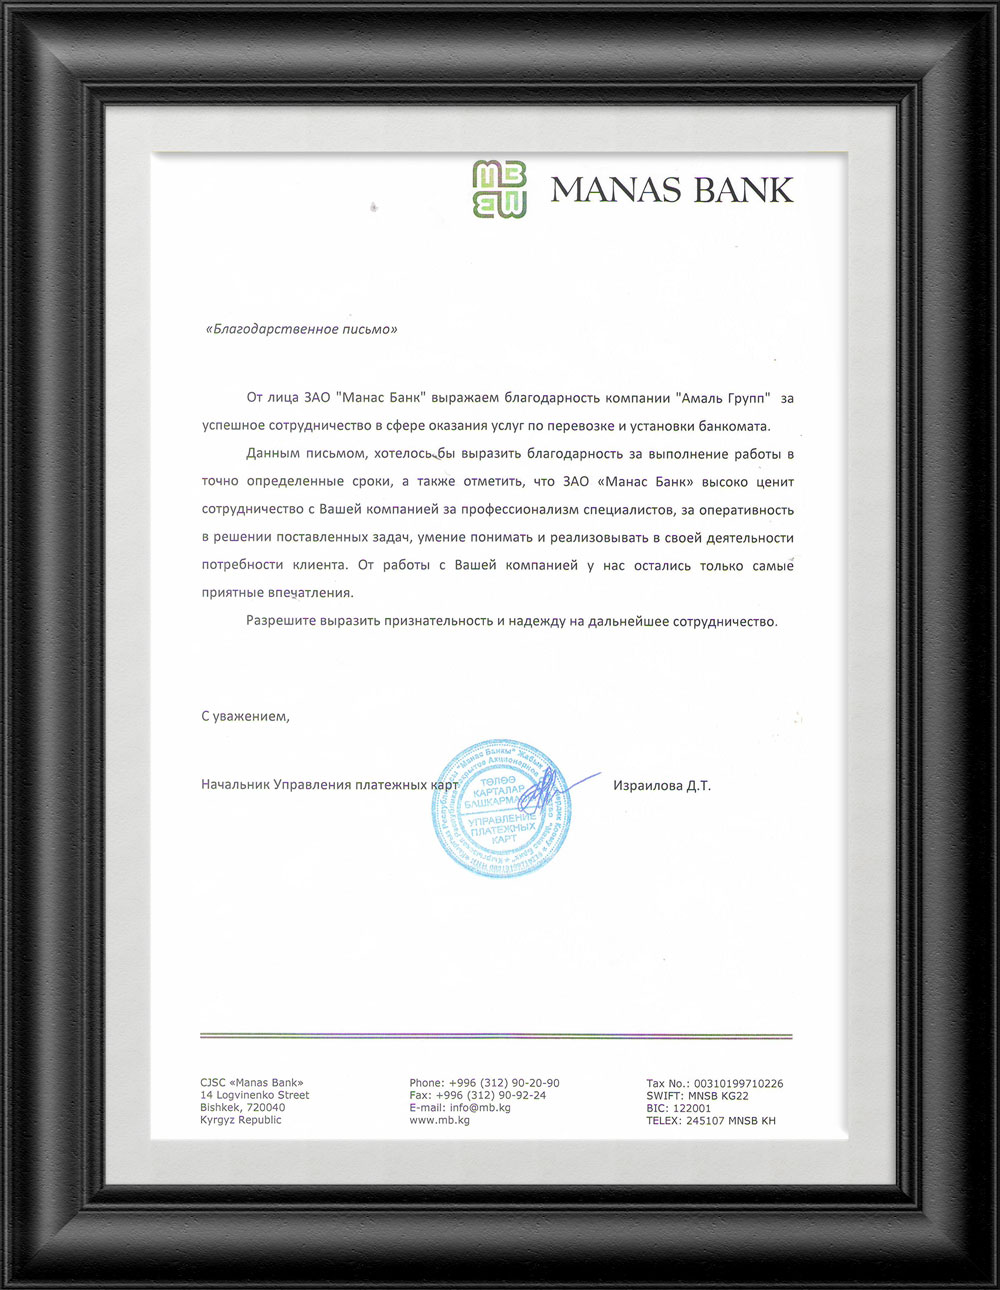 MANAS BANK
«Благодарственное письмо»
От лица ЗАО "Манас Банк" выражаем благодарность компании "Амаль Групп" за
успешное сотрудничество в сфере оказания услуг по перевозке и установки банкомата.
Данным письмом, хотелось бы выразить благодарность за выполнение работы в
точно определенные сроки, а также отметить, что ЗАО «Манас Банк» высоко ценит
сотрудничество с Вашей компанией за профессионализм специалистов, за оперативность
в решении поставленных задач, умение понимать и реализовывать в своей деятельности
потребности клиента. От работы с Вашей компанией у нас остались только самые
приятные впечатления.
Разрешите выразить признательность и надежду на дальнейшее сотрудничество.
С уважением,
Начальник Управления платежных карт Израилова Д.Т.
ТӨЛӨӨ
КАРТАЛАР
УПРАВЛЕНИЕ
ПЛАТЕЖНЫХ
КАРТ
CJSC «Manas Bank»
14 Logvinenko Street
Bishkek, 720040
Kyrgyz Republic
Phone: +996 (312) 90-20-90
Fax: +996 (312) 90-92-24
E-mail: info@mb.kg
www.mb.kg
Tax No.: 00310199710226
SWIFT: MNSB KG22
BIC: 122001
TELEX: 245107 MNSB KH